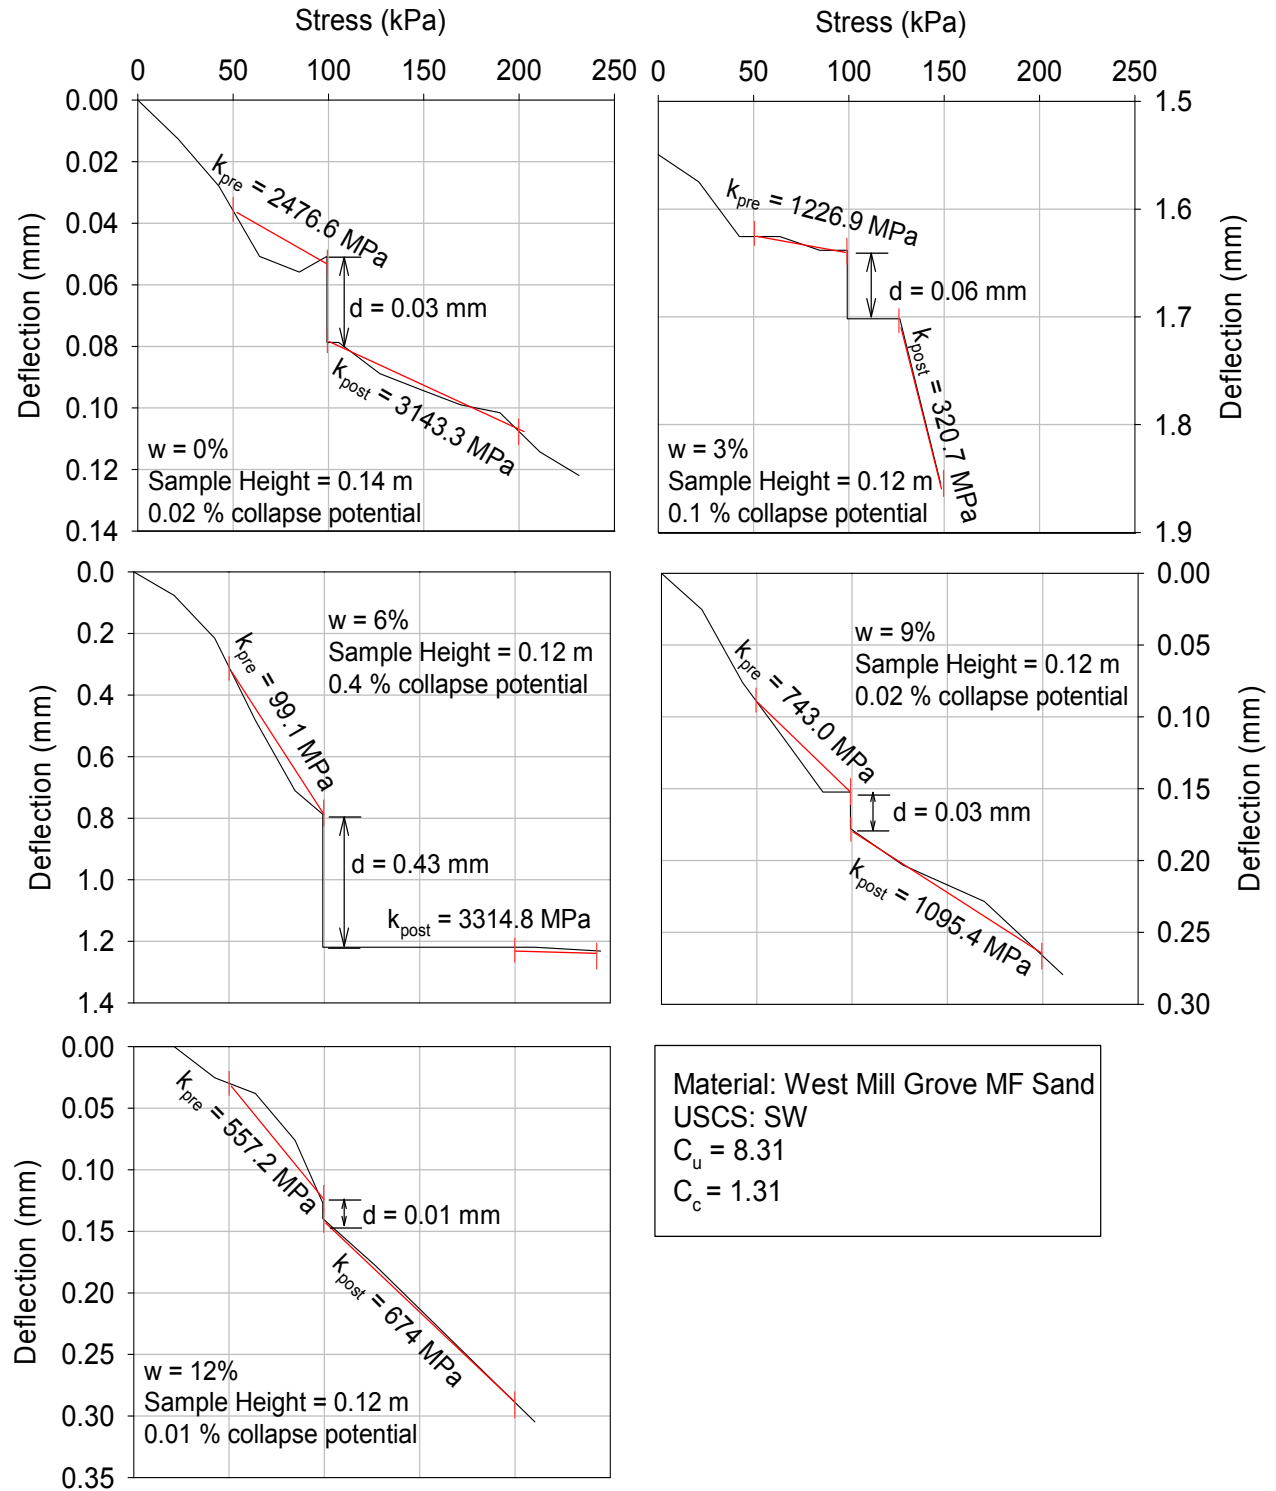 Stress (kPa)
Stress (kPa)
0 50 100 150 200 250
0 50 100 150 200 250
Deflection (mm)
0.00
0.02
0.04
0.06
0.08
0.10
0.12
0.14
kpre = 2476.6 MPa
d = 0.03 mm
kpost = 3143.3 MPa
w = 0%
Sample Height = 0.14 m
0.02 % collapse potential
1.5
1.6
1.7
1.8
1.9
Deflection (mm)
kpre = 1226.9 MPa
d = 0.06 mm
kpost = 320.7 MPa
w = 3%
Sample Height = 0.12 m
0.1 % collapse potential
Deflection (mm)
0.0
0.2
0.4
0.6
0.8
1.0
1.2
1.4
w = 6%
Sample Height = 0.12 m
0.4 % collapse potential
kpre = 99.1 MPa
d = 0.43 mm
kpost = 3314.8 MPa
0.00
0.05
0.10
0.15
0.20
0.25
0.30
Deflection (mm)
w = 9%
Sample Height = 0.12 m
0.02 % collapse potential
kpre = 743.0 MPa
d = 0.03 mm
kpost = 1095.4 MPa
Deflection (mm)
0.00
0.05
0.10
0.15
0.20
0.25
0.30
0.35
kpre = 557.2 MPa
d = 0.01 mm
kpost = 674 MPa
w = 12%
Sample Height = 0.12 m
0.01 % collapse potential
Material: West Mill Grove MF Sand
USCS: SW
Cu = 8.31
Cc = 1.31